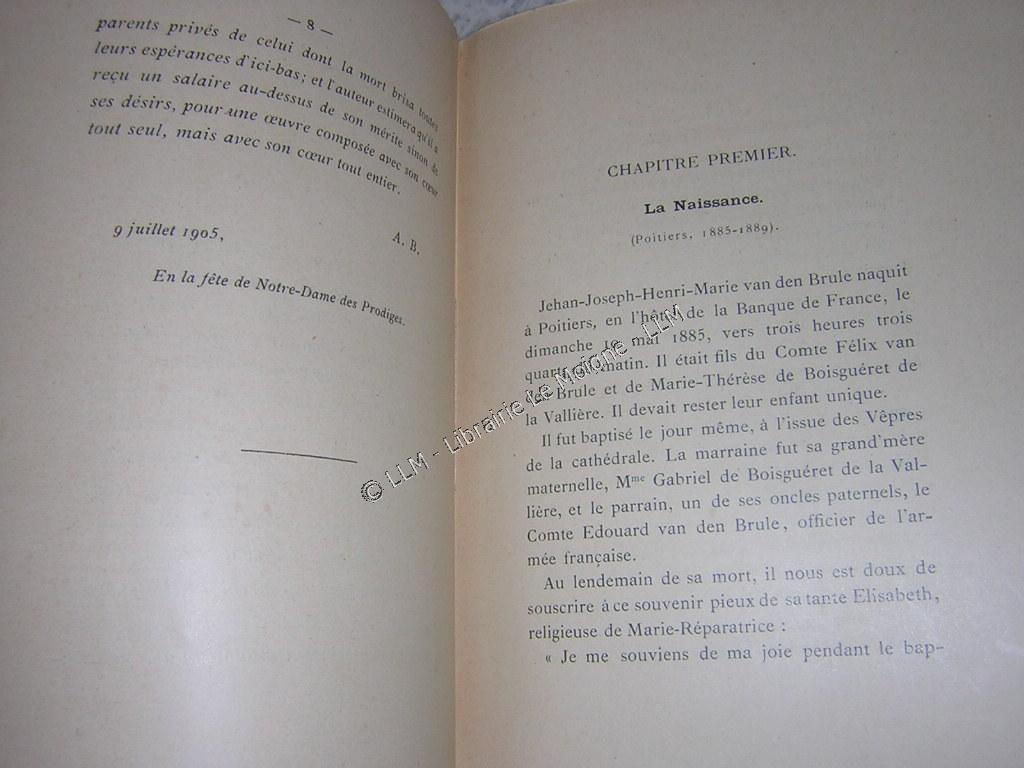 — 8 —
parents privés de celui dont la mort brisa toutes
leurs espérances d'ici-bas; et l'auteur estimera qu'il a
reçu un salaire au-dessus de son mérite sinon de
ses désirs, pour une œuvre composée avec son cœur
tout seul, mais avec son cœur tout entier.
A. B.
9 juillet 1905,
En la fête de Notre-Dame des Prodiges.
CHAPITRE PREMIER.
La Naissance.
(Poitiers, 1885-1889).
Jehan-Joseph-Henri-Marie van den Brule naquit
à Poitiers, en l'hôtel de la Banque de France, le
dimanche mai 1885, vers trois heures trois
quarts du matin. Il était fils du Comte Félix van
den Brule et de Marie-Thérèse de Boisguéret de
la Vallière. Il devait rester leur enfant unique.
Il fut baptisé le jour même, à l'issue des Vêpres
de la cathédrale. La marraine fut sa grand'mère
maternelle, Mme Gabriel de Boisguéret de la Val-
lière, et le parrain, un de ses oncles paternels, le
Comte Edouard van den Brule, officier de l'ar-
mée française.
Au lendemain de sa mort, il nous est doux de
souscrire à ce souvenir pieux de sa tante Elisabeth,
religieuse de Marie-Réparatrice :
« Je me souviens de ma joie pendant le bap-
© LLM - Librairie Le Moigne - LLM